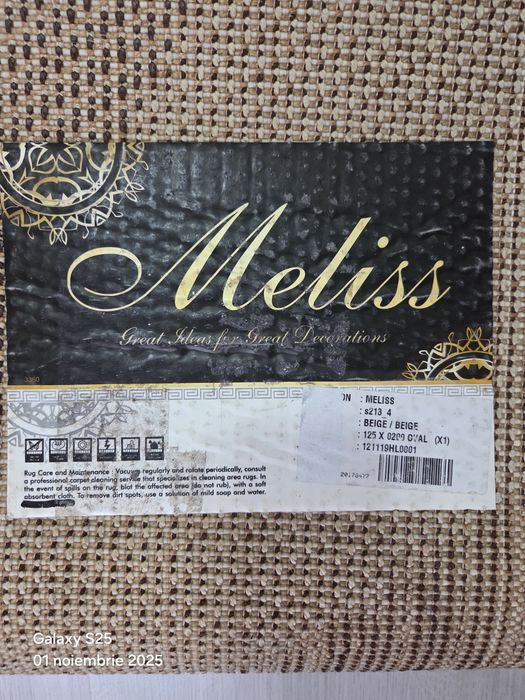 Meliss
Great Ideas for Great Decorations
3360
ON : MELISS
: s213_4
: BEIGE / BEIGE
: 125 X 0200 OVAL (X1)
: 121119HL0001
Rug Care and Maintenance : Vacuum regularly and rotate periodically, consult
a professional carpet cleaning service that specializes in cleaning area rugs. In
the event of spills on the rug, blot the affected area (do not rub), with a soft
absorbent cloth. To remove dirt spots, use a solution of mild soap and water.
Galaxy S25
01 noiembrie 2025